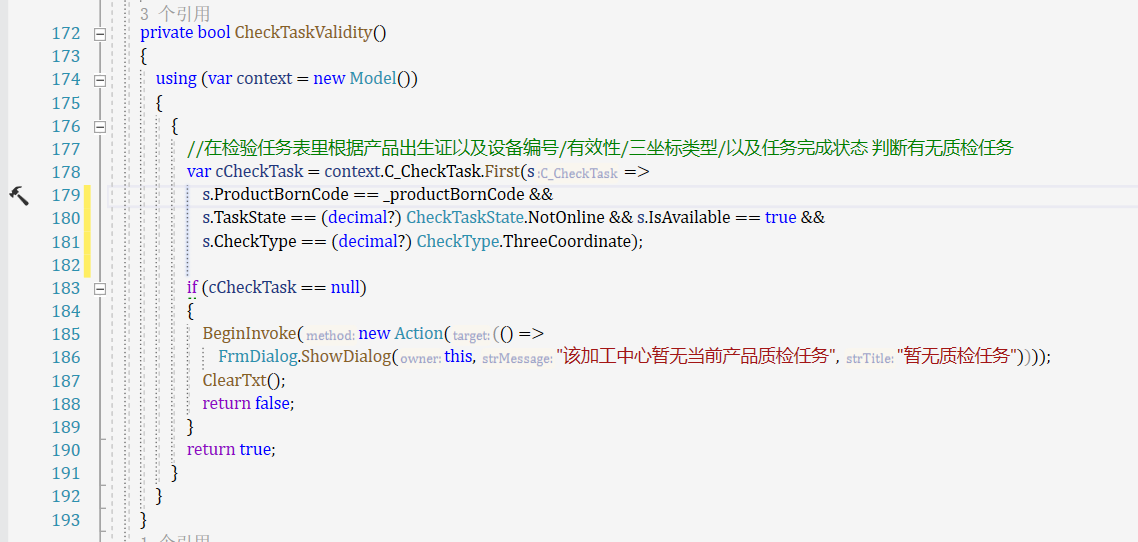 3 个引用
172 private bool CheckTaskValidity()
173 {
174 using (var context = new Model())
175 {
176 {
177 //在检验任务表里根据产品出生证以及设备编号/有效性/三坐标类型/以及任务完成状态 判断有无质检任务
178 var cCheckTask = context.C_CheckTask.First(s:C_CheckTask =>
179 s.ProductBornCode == _productBornCode &&
180 s.TaskState == (decimal?) CheckTaskState.NotOnline && s.IsAvailable == true &&
181 s.CheckType == (decimal?) CheckType.ThreeCoordinate);
182
183 if (cCheckTask == null)
184 {
185 BeginInvoke(method: new Action(target: (() =>
186 FrmDialog.ShowDialog(owner: this, strMessage: "该加工中心暂无当前产品质检任务", strTitle: "暂无质检任务"))));
187 ClearTxt();
188 return false;
189 }
190 return true;
191 }
192 }
193 }
1 个引用